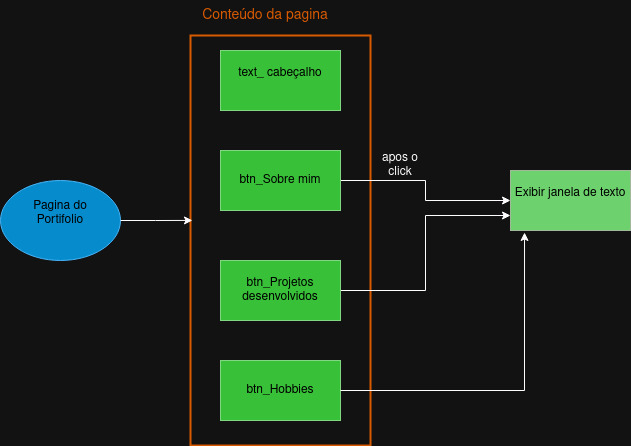 Conteúdo da pagina
text_ cabeçalho
btn_Sobre mim
apos o
click
Exibir janela de texto
Pagina do
Portifolio
btn_Projetos
desenvolvidos
btn_Hobbies